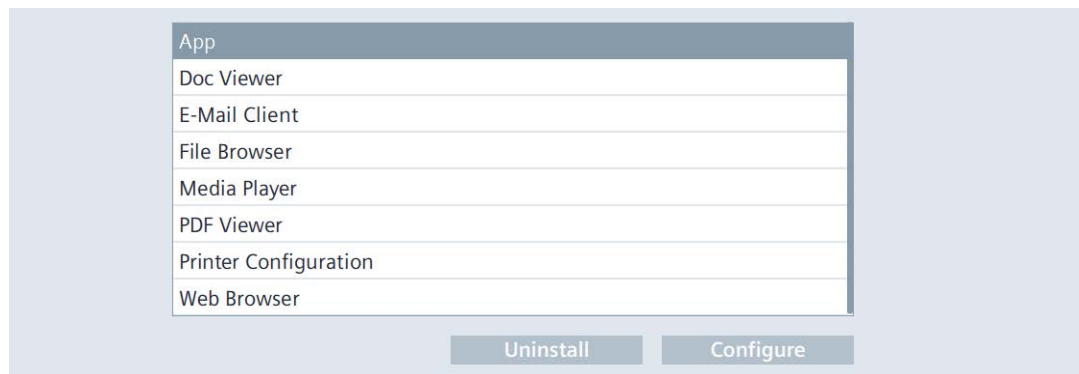 App
Doc Viewer
E-Mail Client
File Browser
Media Player
PDF Viewer
Printer Configuration
Web Browser
Uninstall Configure